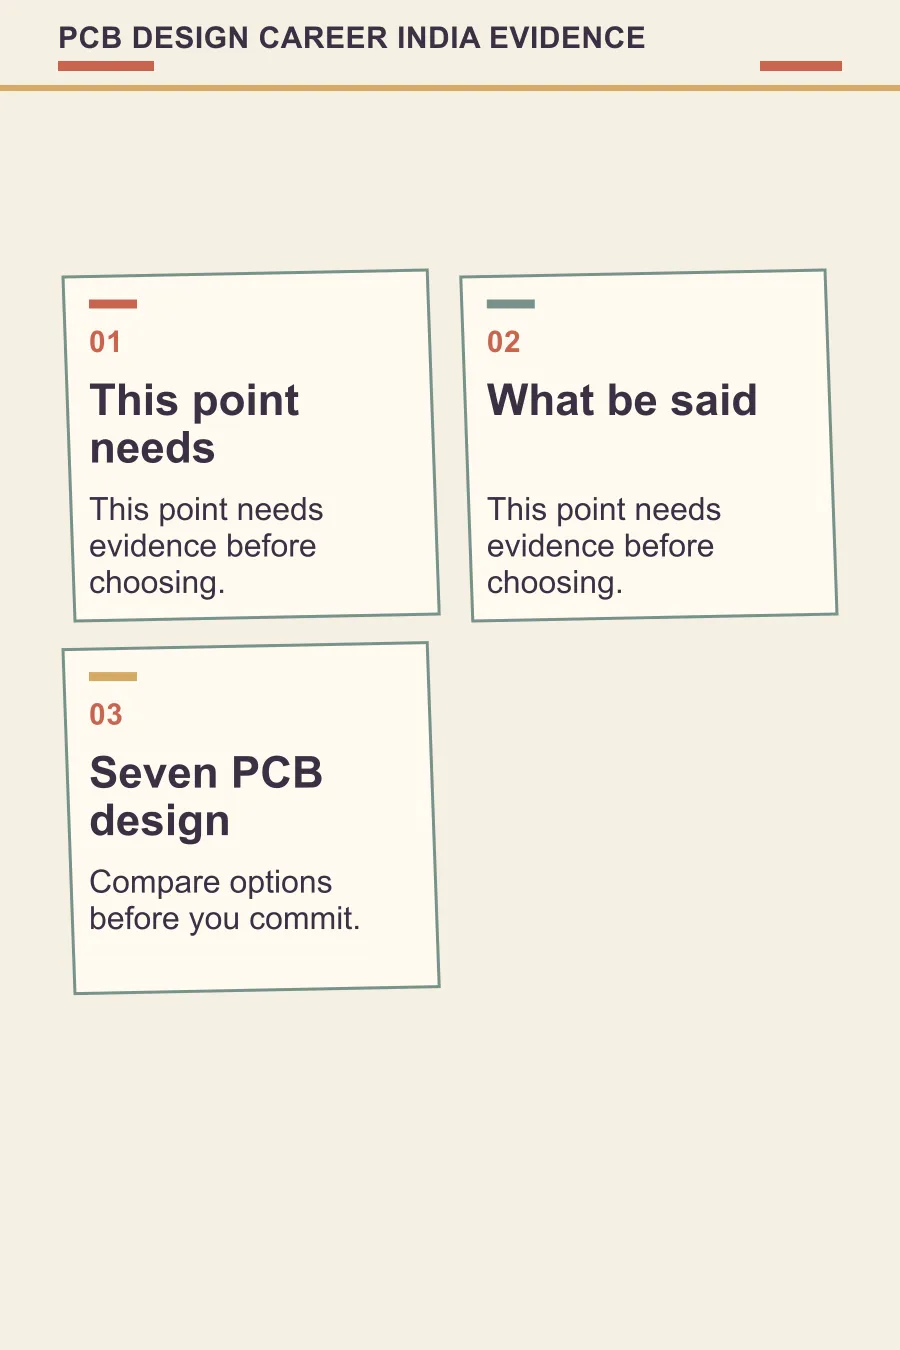 PCB DESIGN CAREER INDIA EVIDENCE
01
This point
needs
This point needs
evidence before
choosing.
02
What be said
This point needs
evidence before
choosing.
03
Seven PCB
design
Compare options
before you commit.